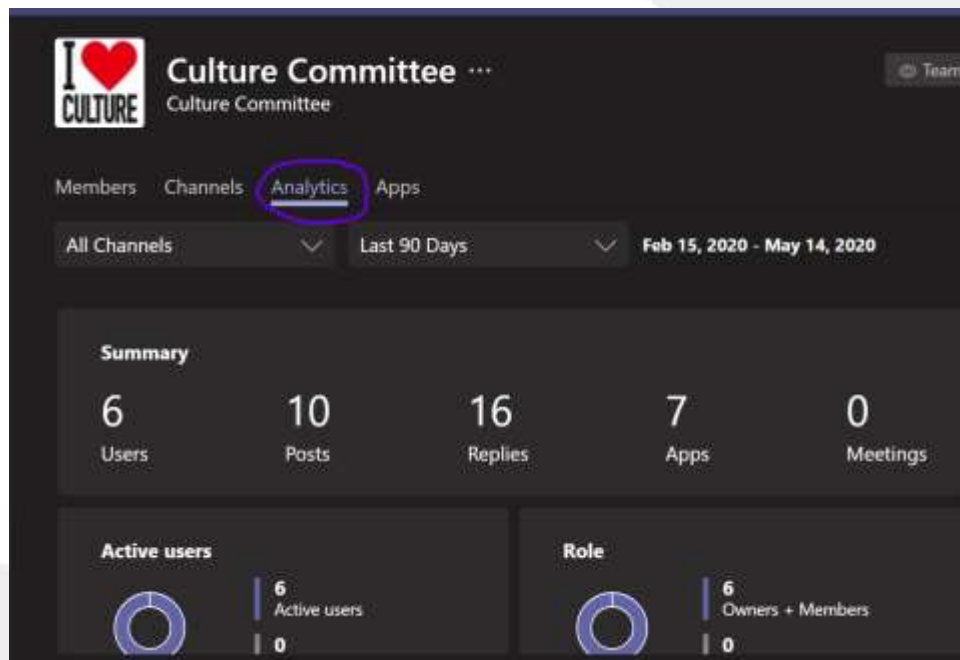 I ❤ CULTURE
Culture Committee ...
Culture Committee
Team
Members Channels Analytics Apps
All Channels Last 90 Days Feb 15, 2020 - May 14, 2020
Summary
6 10 16 7 0
Users Posts Replies Apps Meetings
Active users Role
6 6
Active users Owners + Members
0 0